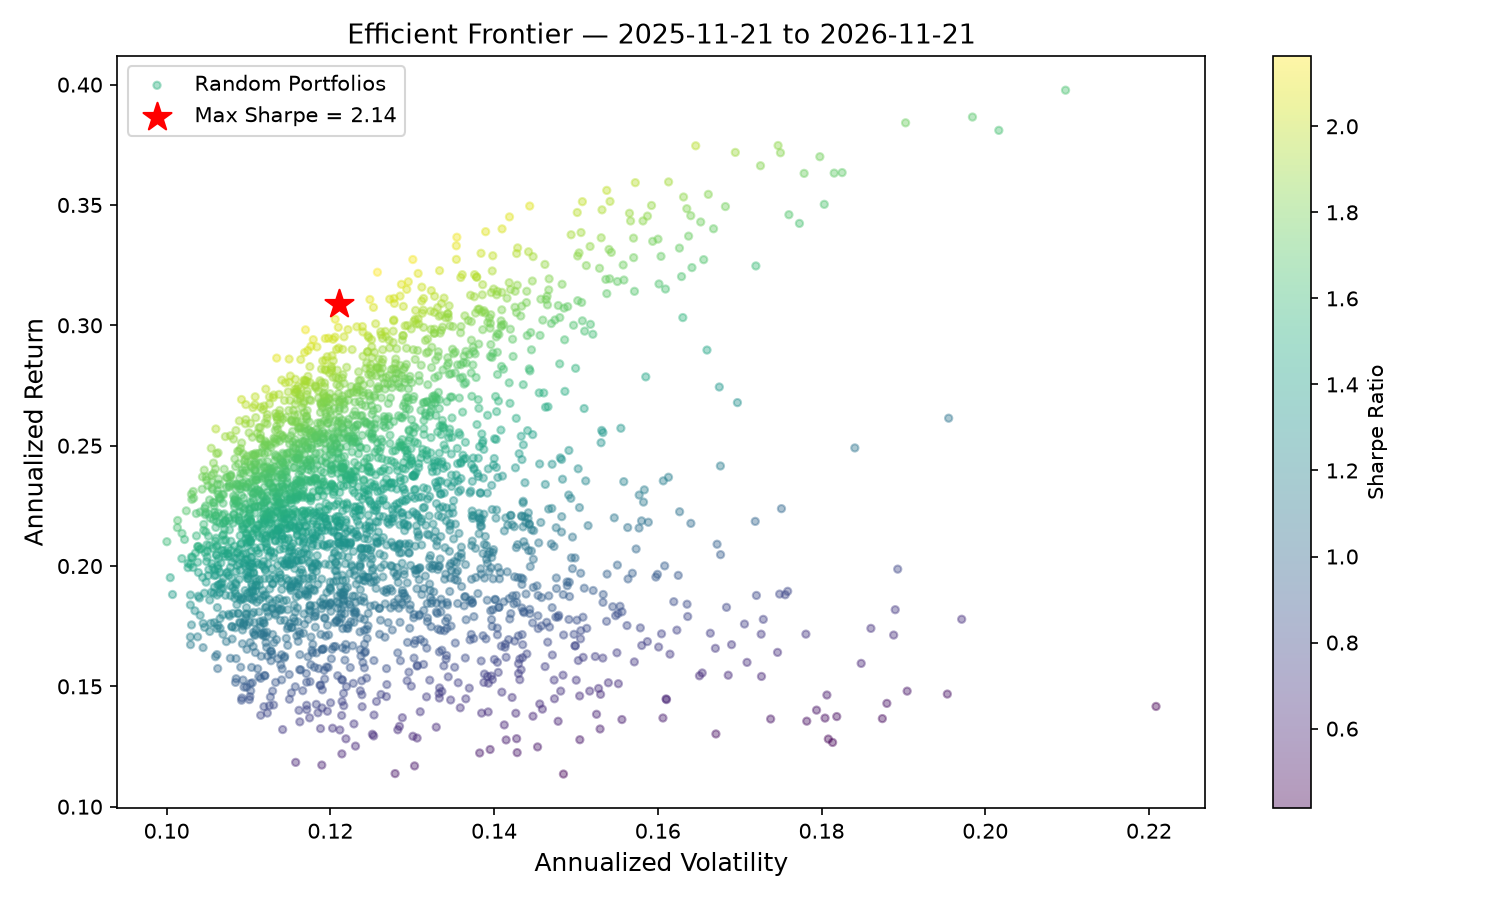 Efficient Frontier — 2025-11-21 to 2026-11-21
Random Portfolios
Max Sharpe = 2.14
Annualized Return
0.40
0.35
0.30
0.25
0.20
0.15
0.10
0.10 0.12 0.14 0.16 0.18 0.20 0.22
Annualized Volatility
2.0
1.8
1.6
1.4
1.2
1.0
0.8
0.6
Sharpe Ratio